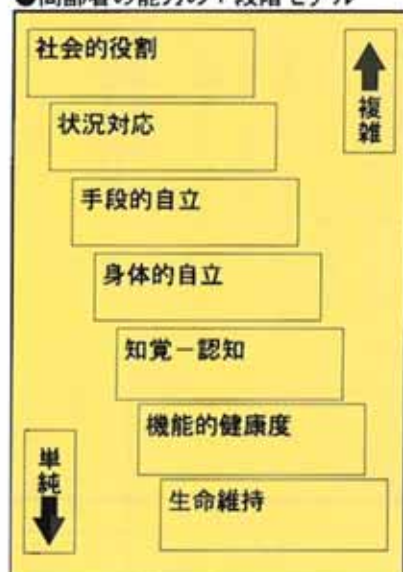 社会的役割
複雑
状況対応
手段的自立
身体的自立
知覚－認知
機能的健康度
単純
生命維持